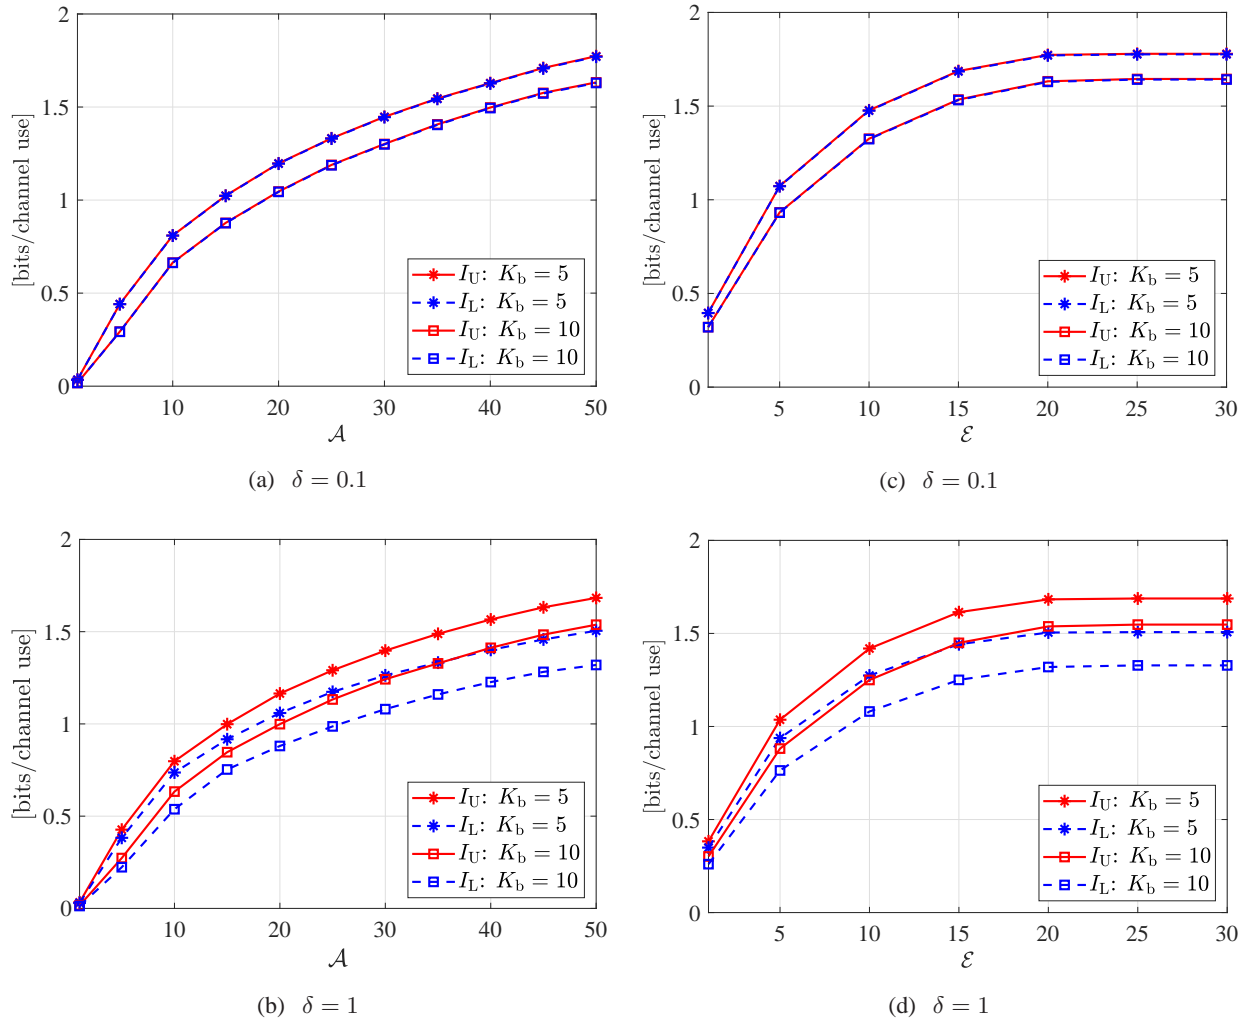 2
1.5
1
0.5
0
[bits/channel use]
10 20 30 40 50
𝒜
I_U: K_b = 5
I_L: K_b = 5
I_U: K_b = 10
I_L: K_b = 10
(a) δ = 0.1
2
1.5
1
0.5
0
[bits/channel use]
5 10 15 20 25 30
ℰ
I_U: K_b = 5
I_L: K_b = 5
I_U: K_b = 10
I_L: K_b = 10
(c) δ = 0.1
2
1.5
1
0.5
0
[bits/channel use]
10 20 30 40 50
𝒜
I_U: K_b = 5
I_L: K_b = 5
I_U: K_b = 10
I_L: K_b = 10
(b) δ = 1
2
1.5
1
0.5
0
[bits/channel use]
5 10 15 20 25 30
ℰ
I_U: K_b = 5
I_L: K_b = 5
I_U: K_b = 10
I_L: K_b = 10
(d) δ = 1